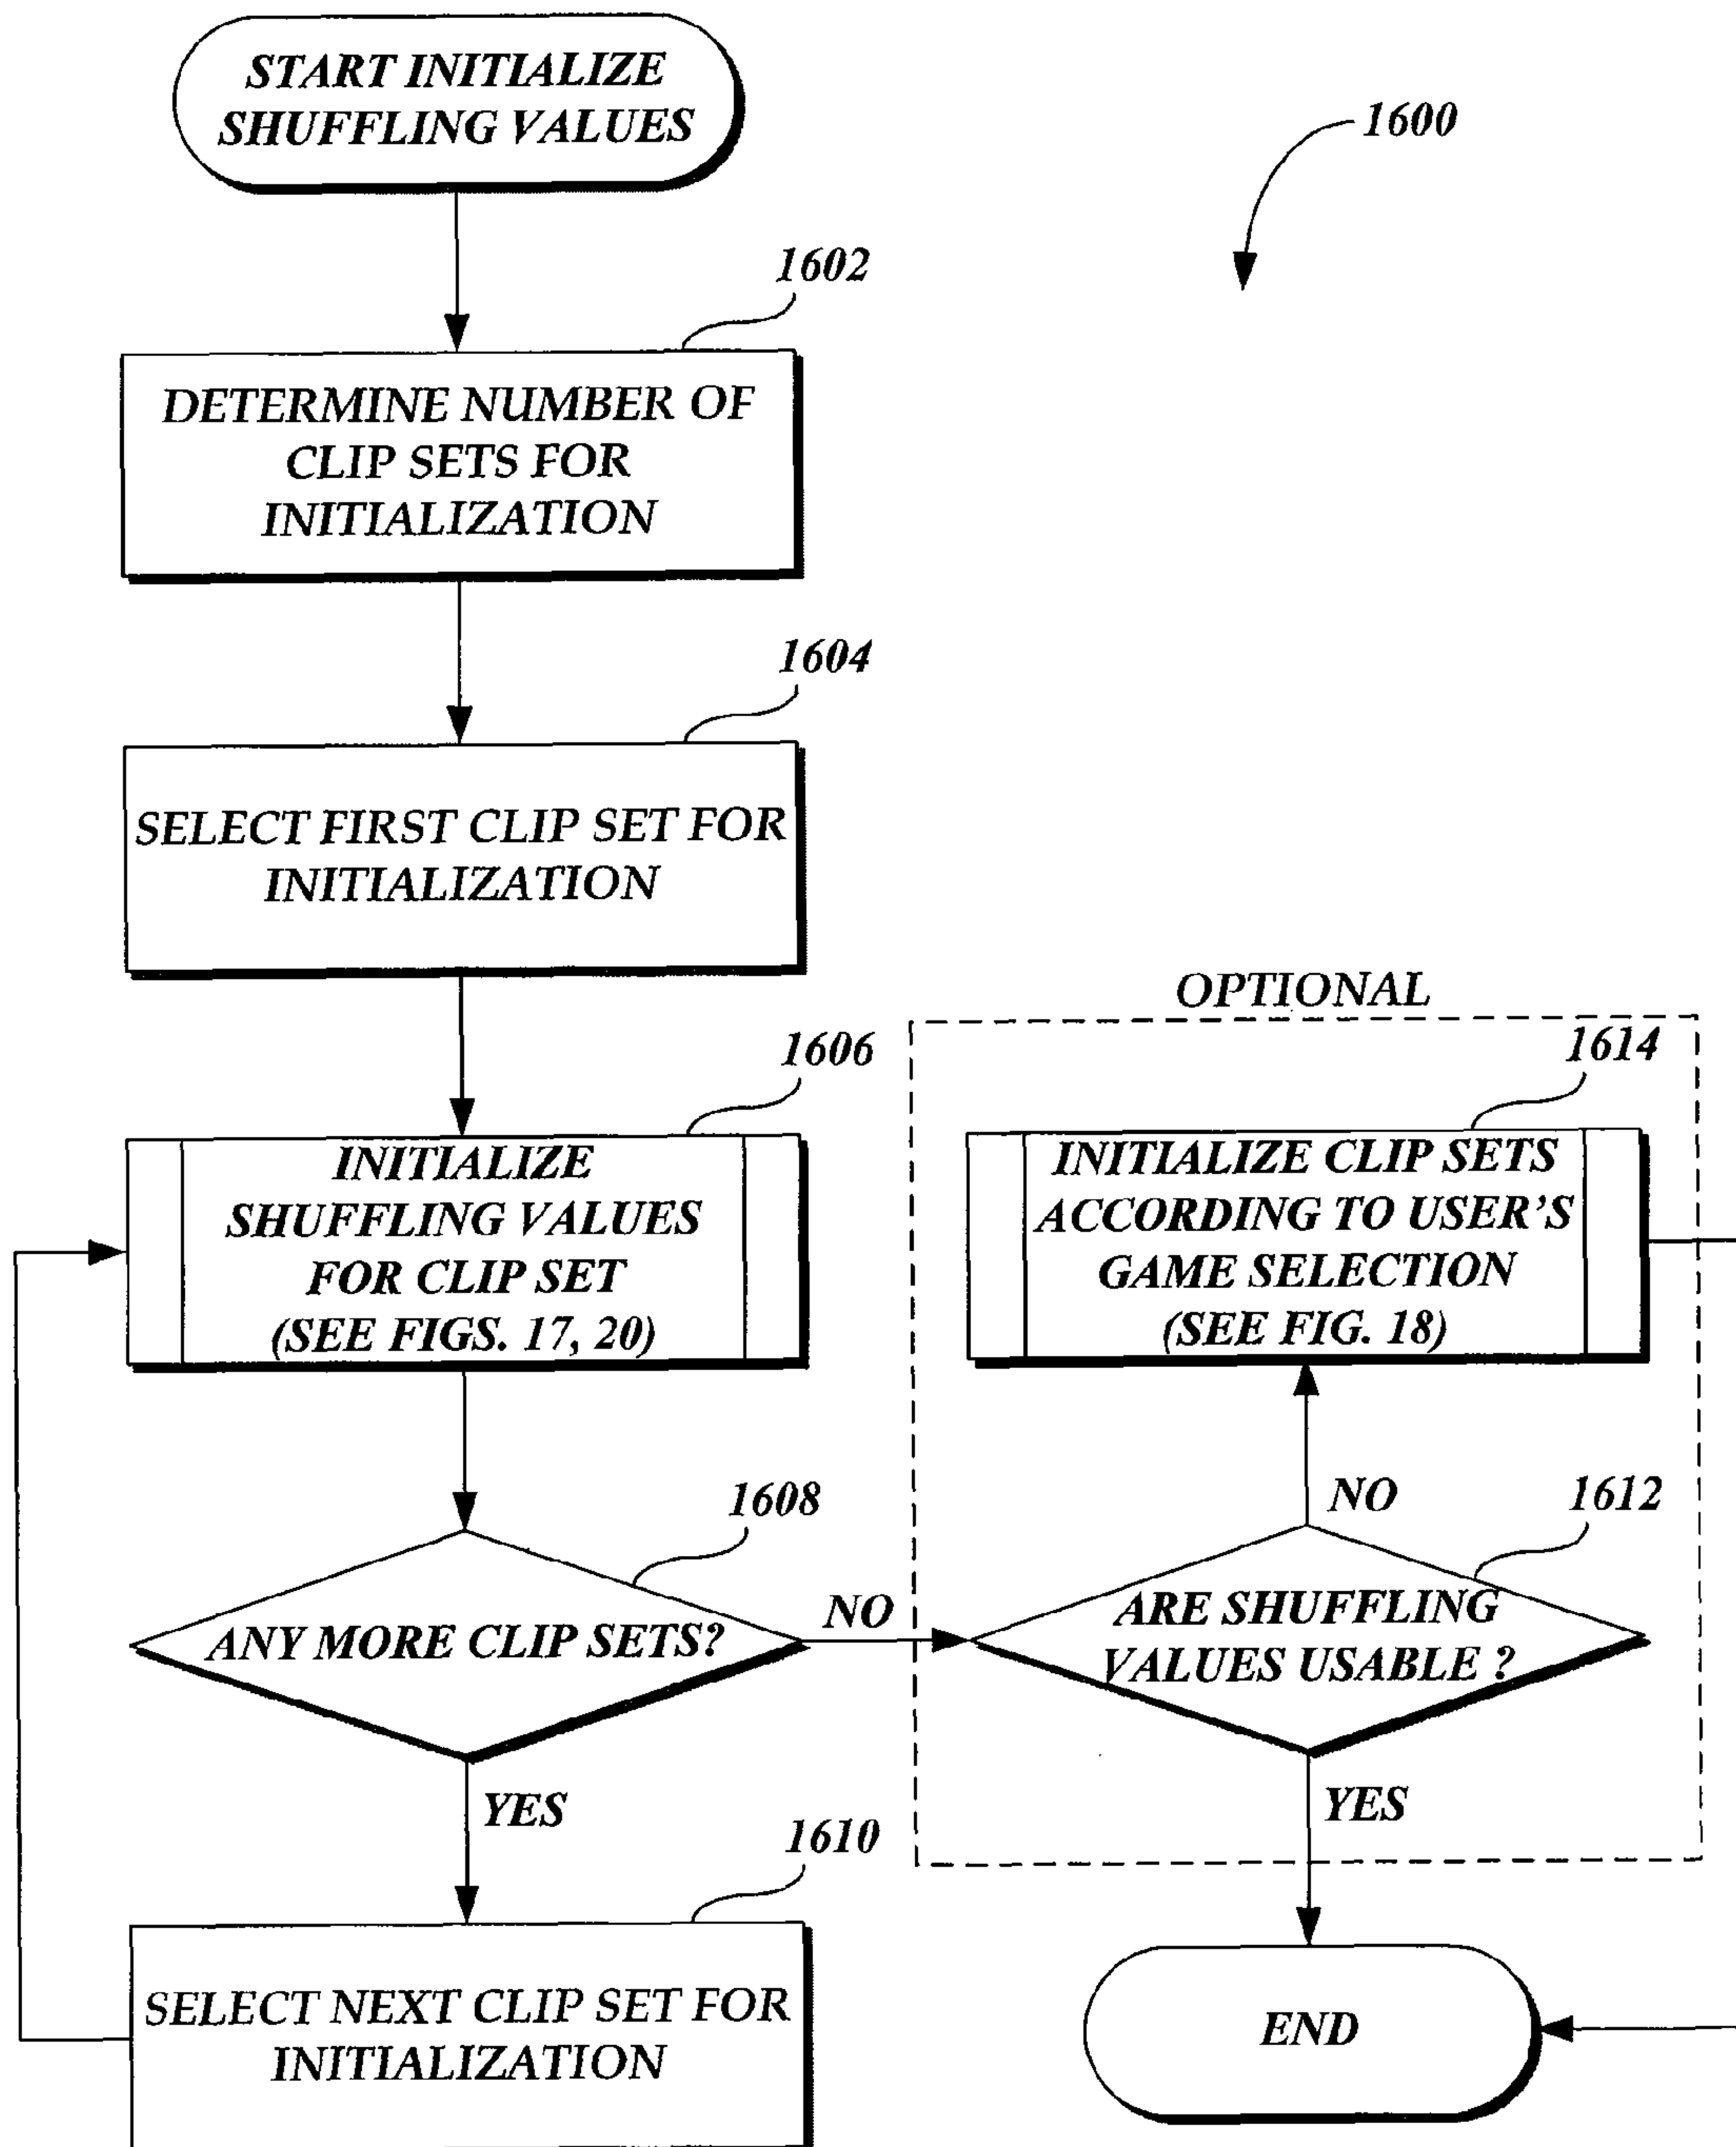 START INITIALIZE
SHUFFLING VALUES
1600
1602
DETERMINE NUMBER OF
CLIP SETS FOR
INITIALIZATION
1604
SELECT FIRST CLIP SET FOR
INITIALIZATION
OPTIONAL
1606
INITIALIZE
SHUFFLING VALUES
FOR CLIP SET
(SEE FIGS. 17, 20)
1614
INITIALIZE CLIP SETS
ACCORDING TO USER'S
GAME SELECTION
(SEE FIG. 18)
1608
ANY MORE CLIP SETS?
NO
NO
1612
ARE SHUFFLING
VALUES USABLE ?
YES
YES
1610
SELECT NEXT CLIP SET FOR
INITIALIZATION
END